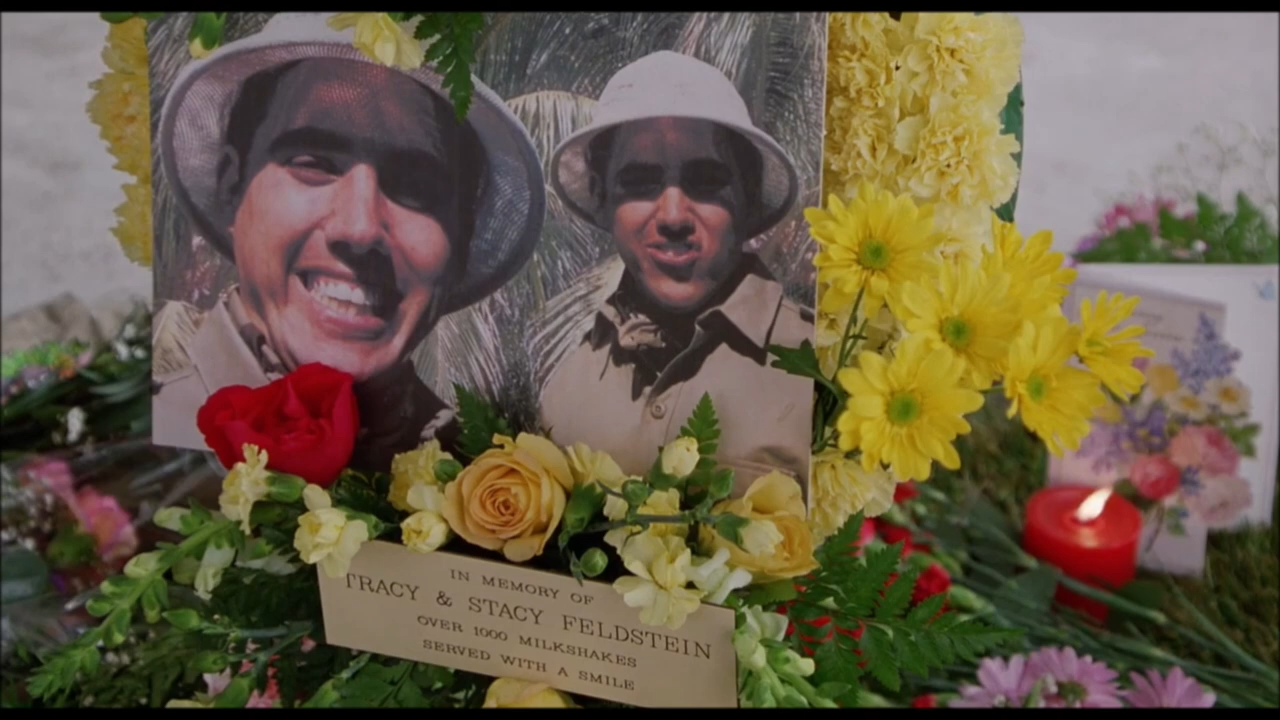 IN MEMORY OF
TRACY & STACY FELDSTEIN
OVER 1000 MILKSHAKES
SERVED WITH A SMILE